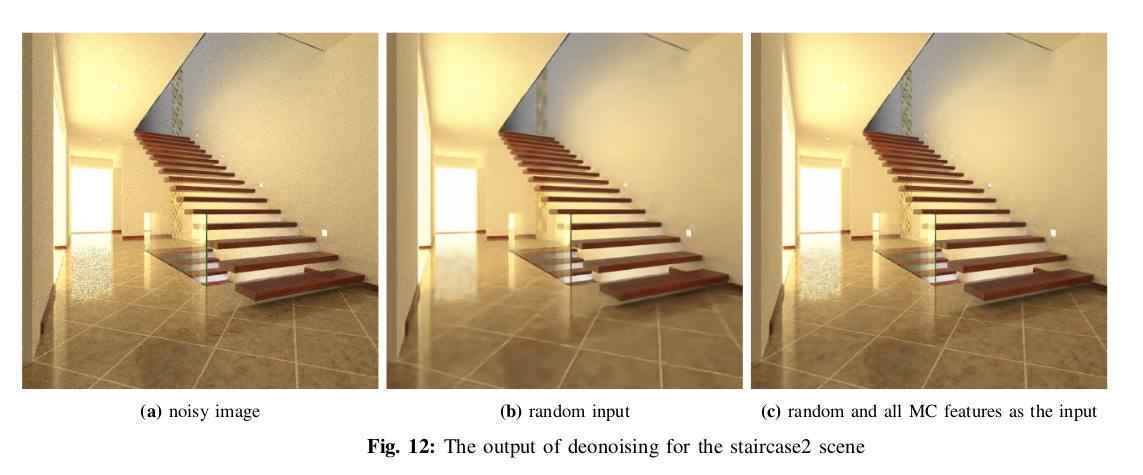 (a) noisy image
(b) random input
(c) random and all MC features as the input
Fig. 12: The output of deonoising for the staircase2 scene